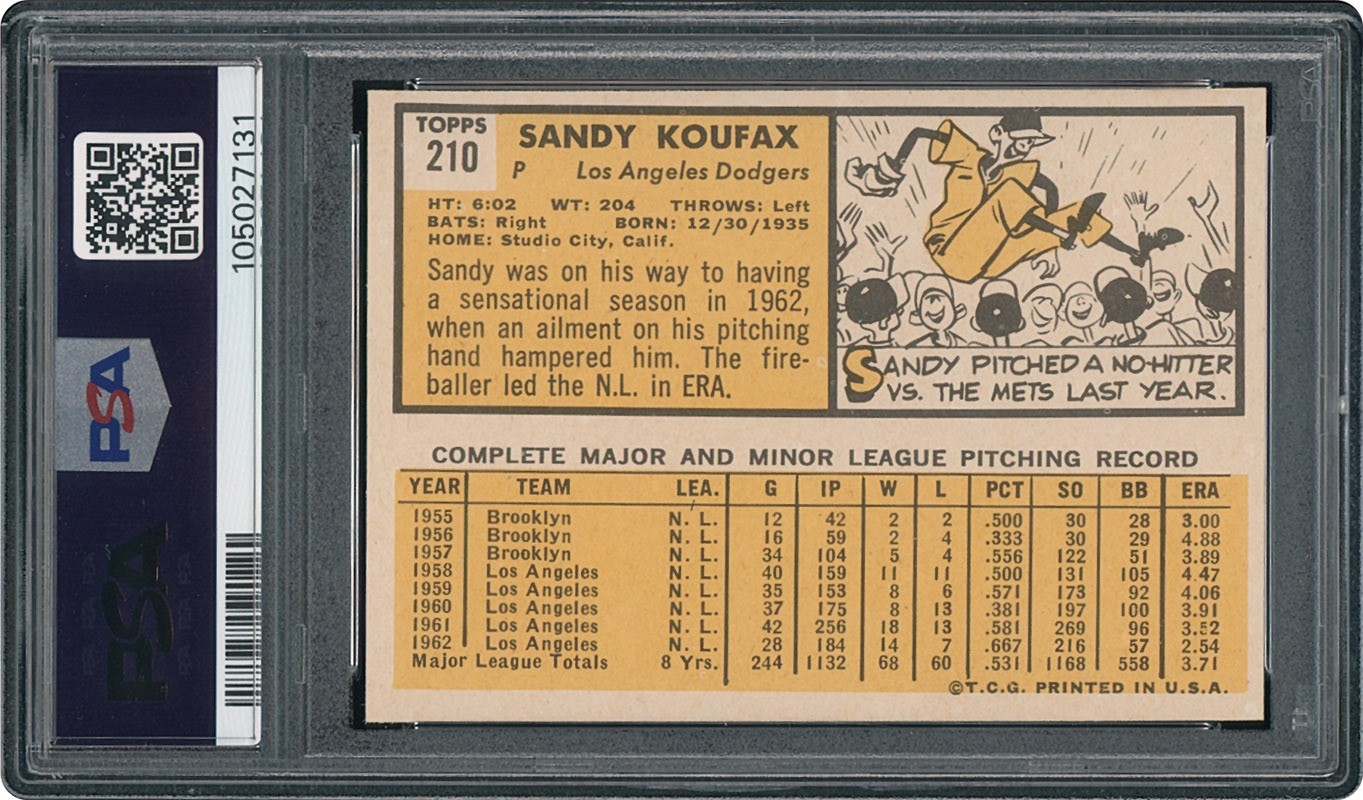 105027131
PSA
PSA
TOPPS
210
SANDY KOUFAX
P Los Angeles Dodgers
HT: 6:02 WT: 204 THROWS: Left
BATS: Right BORN: 12/30/1935
HOME: Studio City, Calif.
Sandy was on his way to having
a sensational season in 1962,
when an ailment on his pitching
hand hampered him. The fire-
baller led the N.L. in ERA.
SANDY PITCHED A NO-HITTER
VS. THE METS LAST YEAR.
COMPLETE MAJOR AND MINOR LEAGUE PITCHING RECORD
YEAR TEAM LEA. G IP W L PCT SO BB ERA
1955 Brooklyn N. L. 12 42 2 2 .500 30 28 3.00
1956 Brooklyn N. L. 16 59 2 4 .333 30 29 4.88
1957 Brooklyn N. L. 34 104 5 4 .556 122 51 3.89
1958 Los Angeles N. L. 40 159 11 11 .500 131 105 4.47
1959 Los Angeles N. L. 35 153 8 6 .571 173 92 4.06
1960 Los Angeles N. L. 37 175 8 13 .381 197 100 3.91
1961 Los Angeles N. L. 42 256 18 13 .581 269 96 3.52
1962 Los Angeles N. L. 28 184 14 7 .667 216 57 2.54
Major League Totals 8 Yrs. 244 1132 68 60 .531 1168 558 3.71
©T.C.G. PRINTED IN U.S.A.
PSA